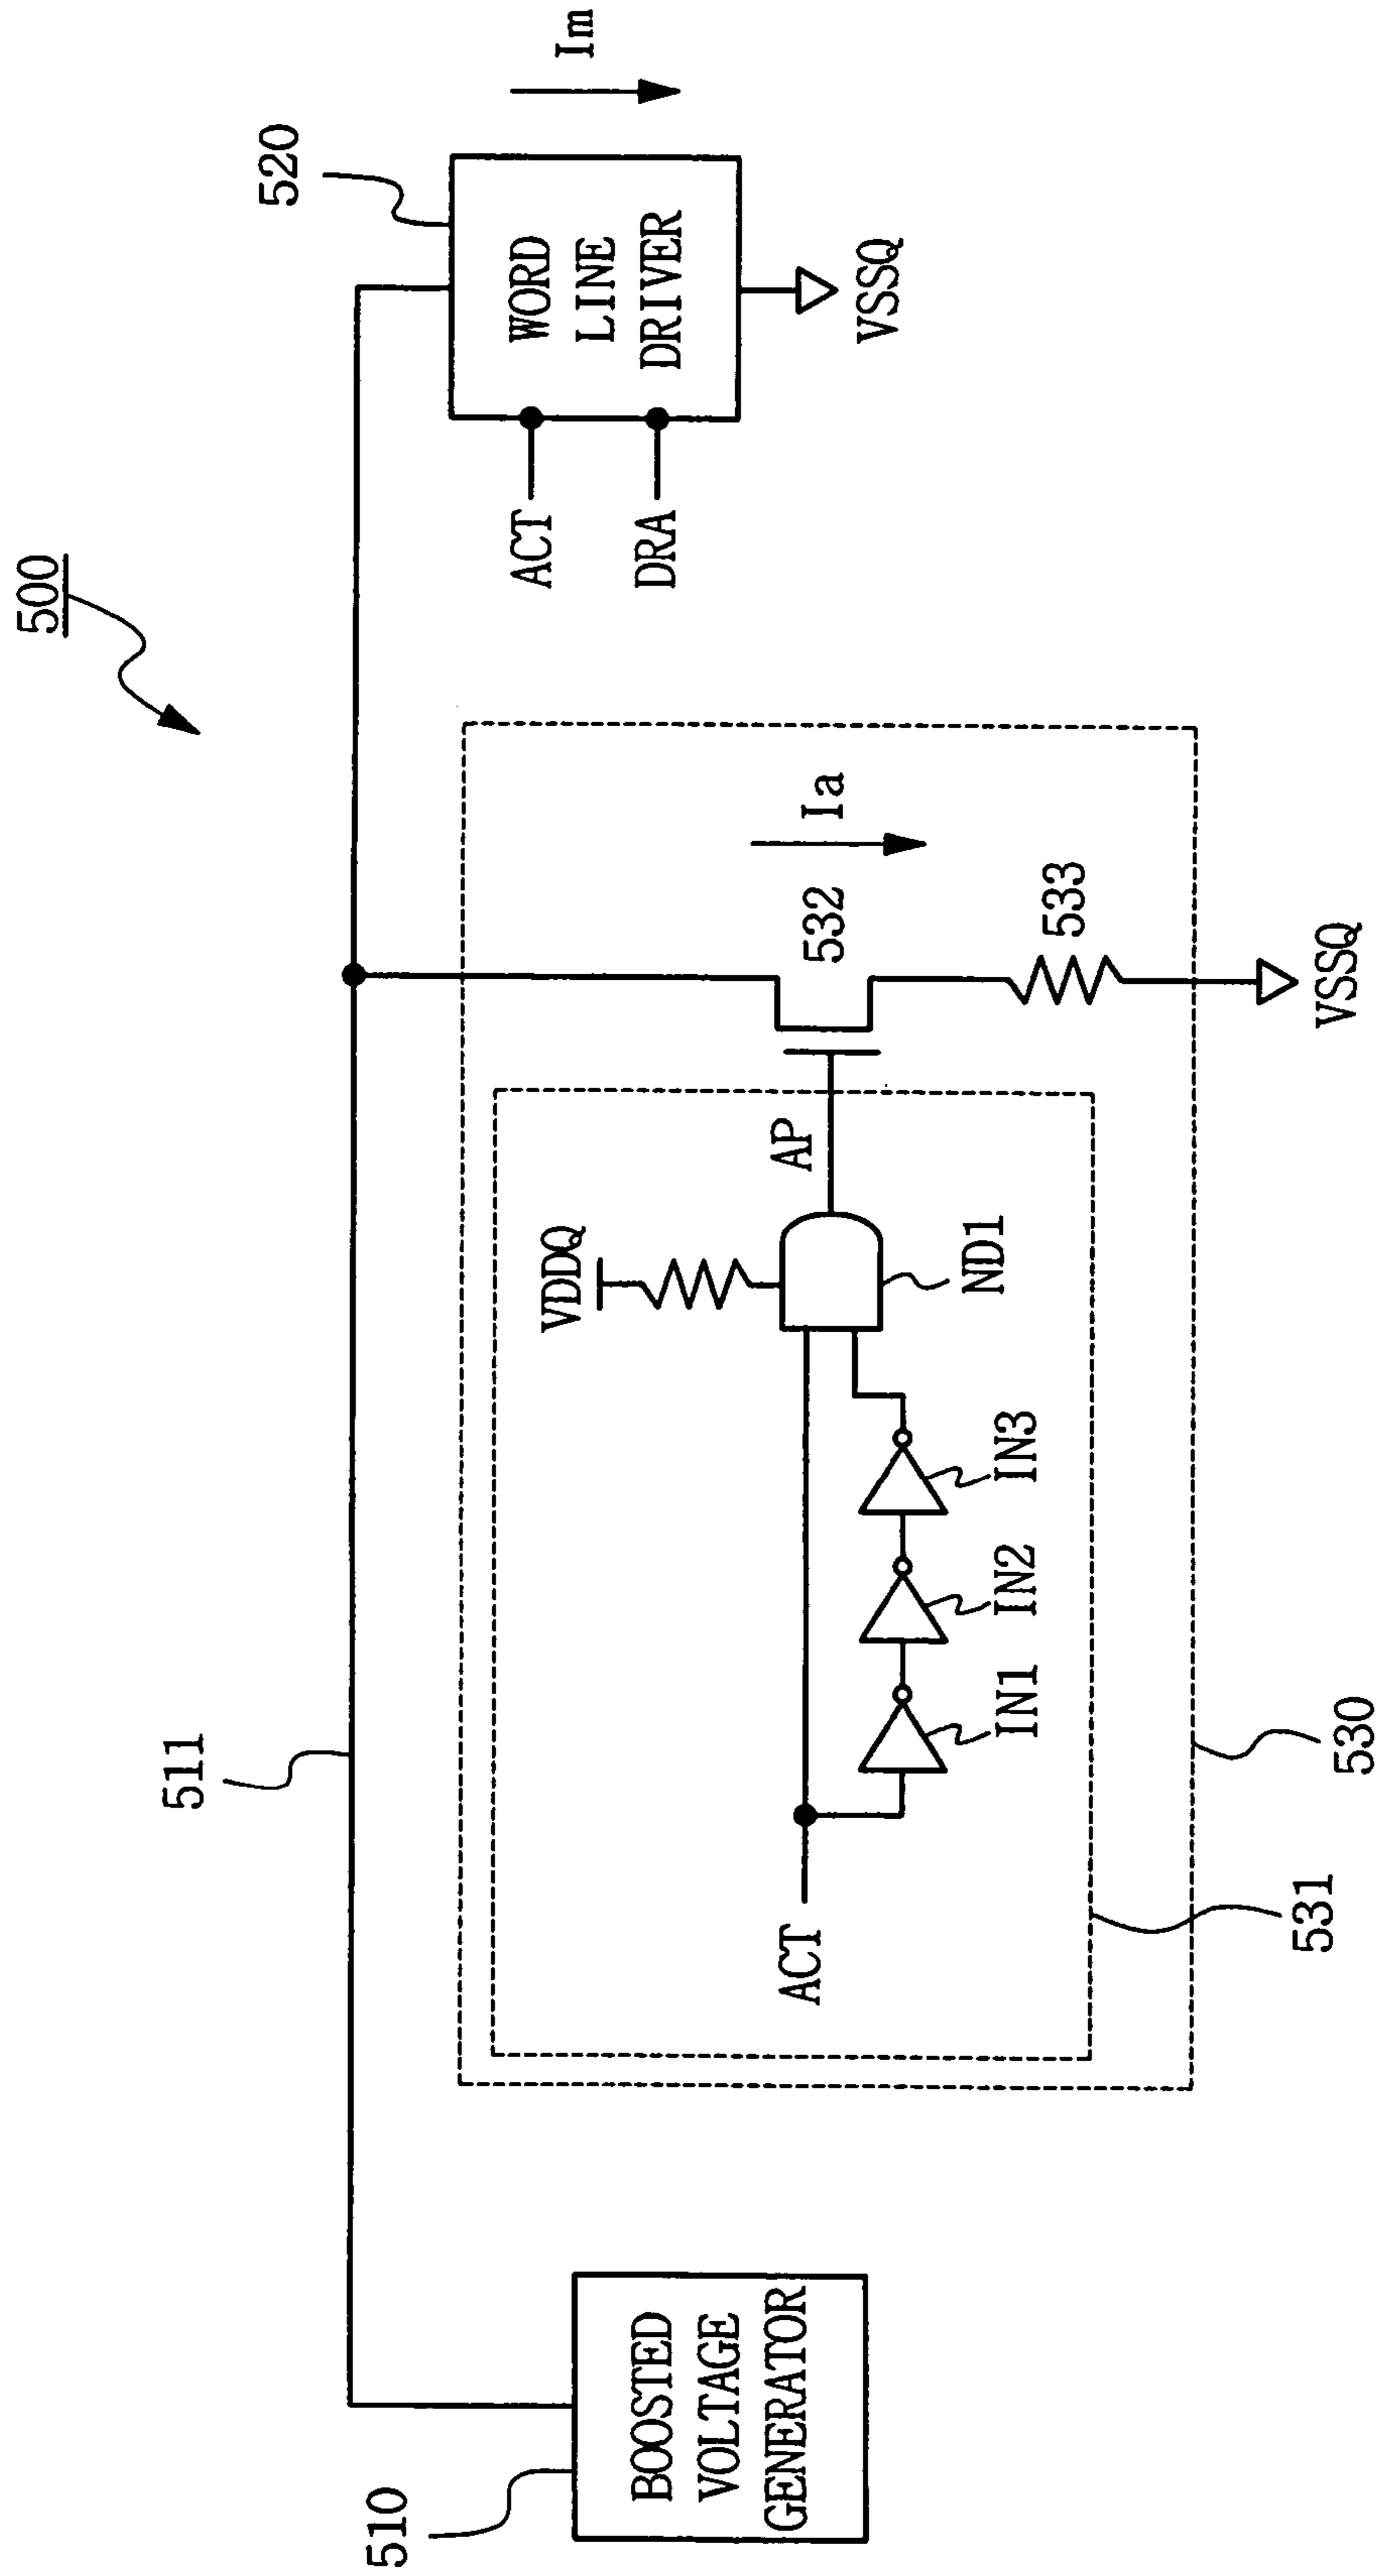 500
511
510
BOOSTED
VOLTAGE
GENERATOR
520
WORD
LINE
DRIVER
ACT
DRA
VSSQ
Im
VDDQ
AP
ND1
ACT
IN1
IN2
IN3
532
Ia
533
VSSQ
531
530